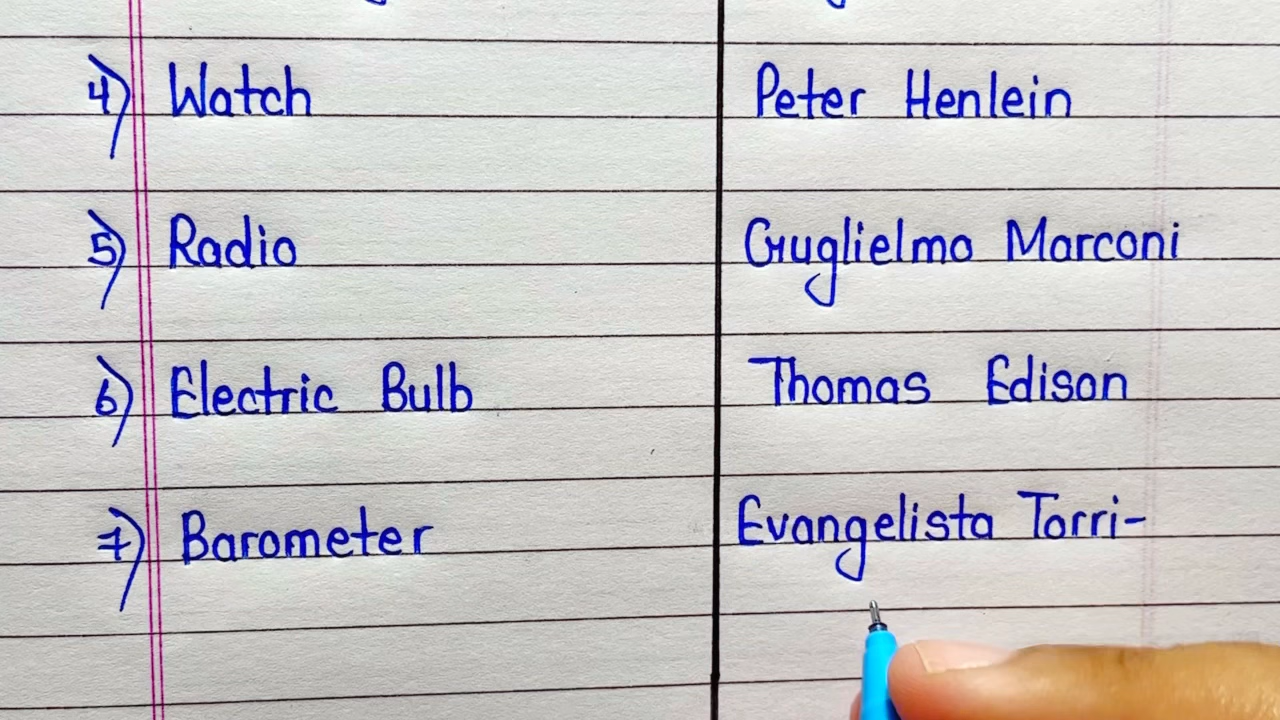 4) Watch Peter Henlein
5) Radio Guglielmo Marconi
6) Electric Bulb Thomas Edison
7) Barometer Evangelista Torri-